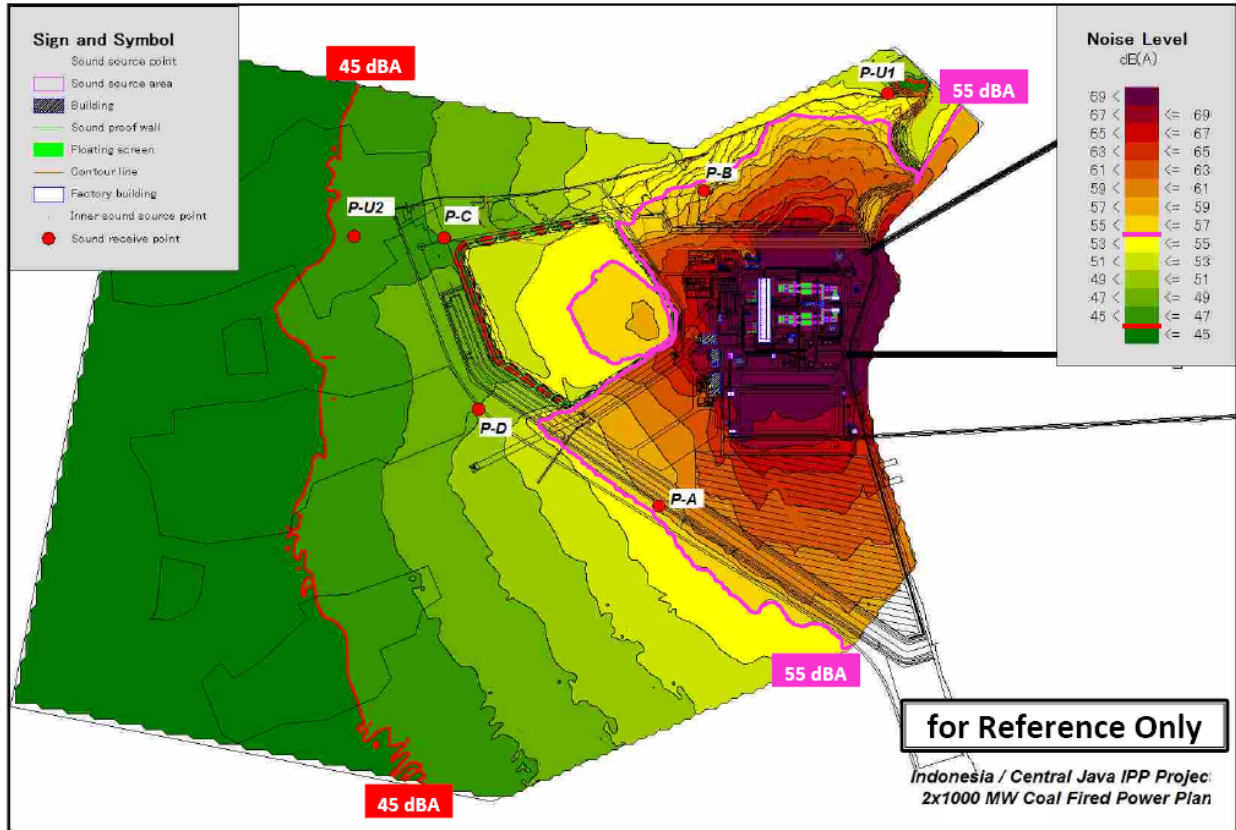 Sign and Symbol
Sound source point
Sound source area
Building
Sound proof wall
Floating screen
Contour line
Factory building
Inner sound source point
Sound receive point
45 dBA
P-U1
55 dBA
P-B
P-U2
P-C
P-D
P-A
55 dBA
45 dBA
Noise Level
dB(A)
69 <
67 < <= 69
65 < <= 67
63 < <= 65
61 < <= 63
59 < <= 61
57 < <= 59
55 < <= 57
53 < <= 55
51 < <= 53
49 < <= 51
47 < <= 49
45 < <= 47
<= 45
for Reference Only
Indonesia / Central Java IPP Projec
2x1000 MW Coal Fired Power Plan